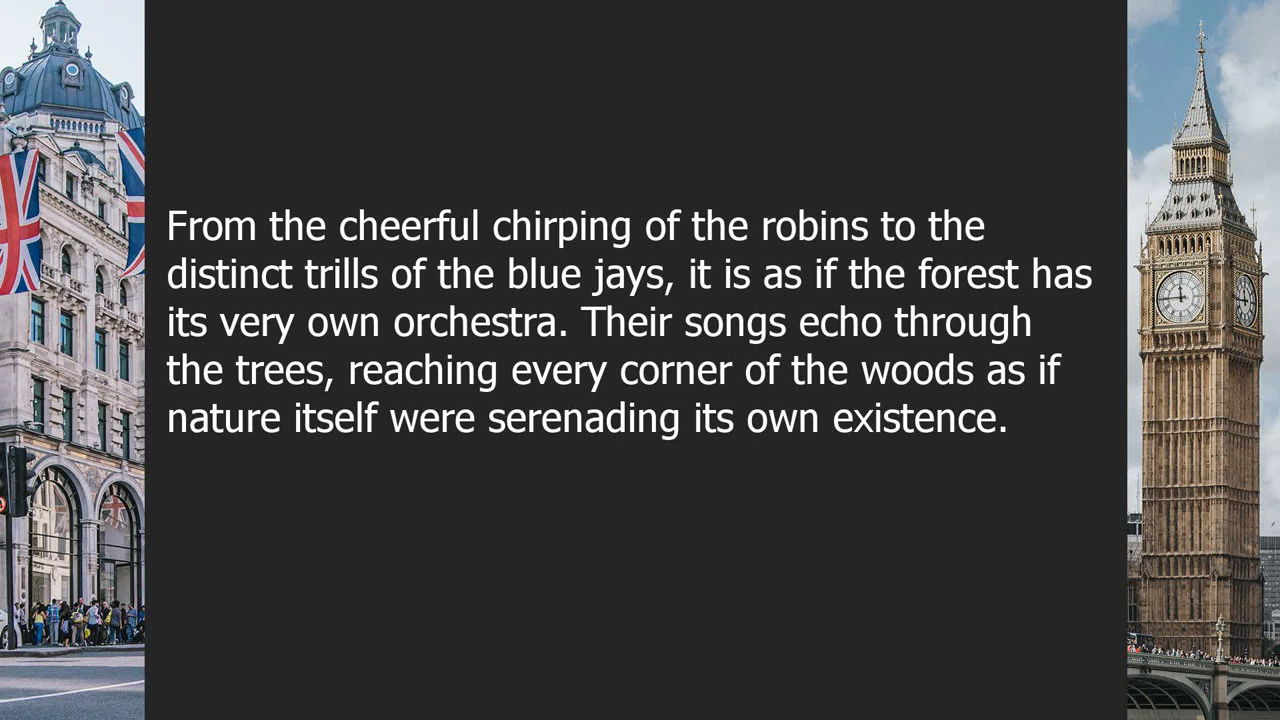 From the cheerful chirping of the robins to the
distinct trills of the blue jays, it is as if the forest has
its very own orchestra. Their songs echo through
the trees, reaching every corner of the woods as if
nature itself were serenading its own existence.